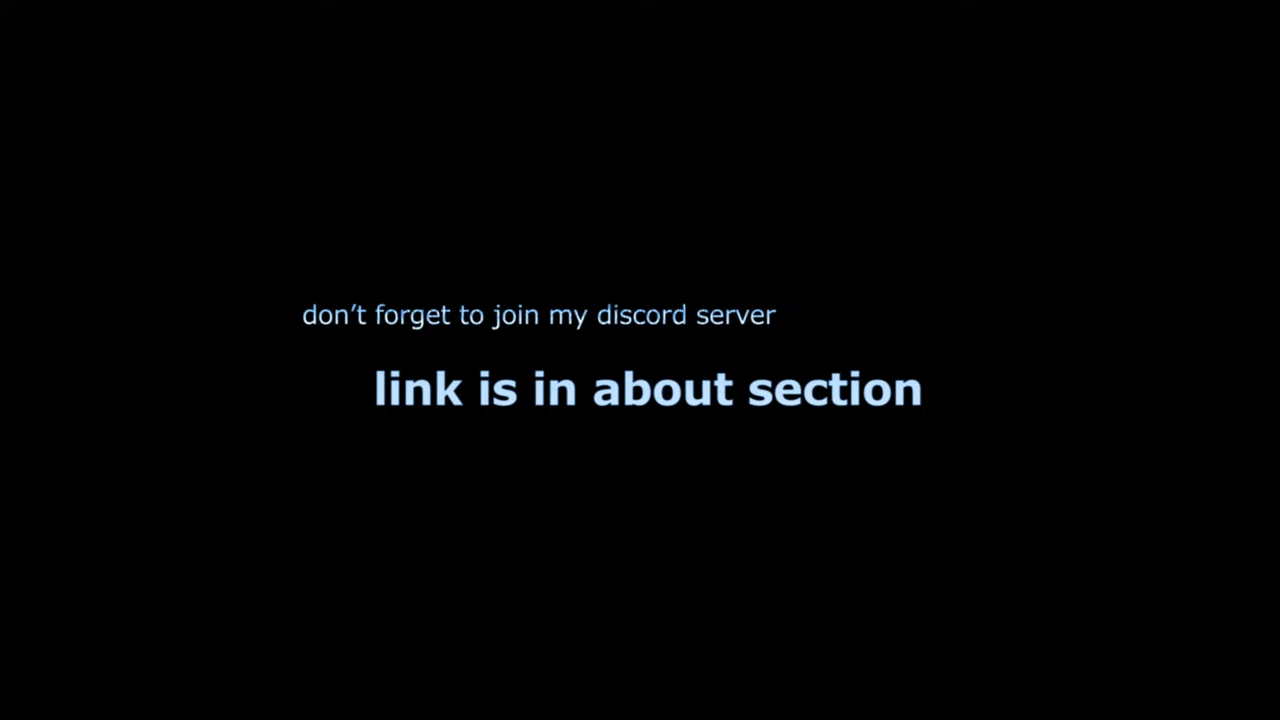 don’t forget to join my discord server
link is in about section